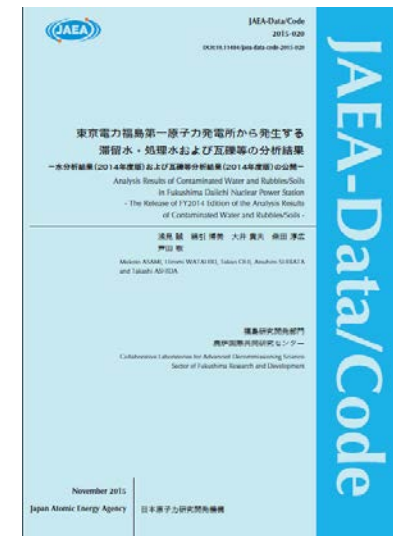 JAEA
JAEA-Data/Code
2015-020
DOI:10.11484/jaea-data-code-2015-020
東京電力福島第一原子力発電所から発生する
滞留水・処理水および瓦礫等の分析結果
－水分析結果(2014年度版)および瓦礫等分析結果(2014年度版)の公開－
Analysis Results of Contaminated Water and Rubbles/Soils
in Fukushima Daiichi Nuclear Power Station
- The Release of FY2014 Edition of the Analysis Results
of Contaminated Water and Rubbles/Soils -
浅見 誠 綿引 博美 大井 貴夫 柴田 淳広
芦田 敬
Makoto ASAMI, Hiromi WATAHIKI, Takao OHI, Atsuhiro SHIBATA
and Takashi ASHIDA
福島研究開発部門
廃炉国際共同研究センター
Collaborative Laboratories for Advanced Decommissioning Science
Sector of Fukushima Research and Development
November 2015
Japan Atomic Energy Agency
日本原子力研究開発機構
JAEA-Data/Code